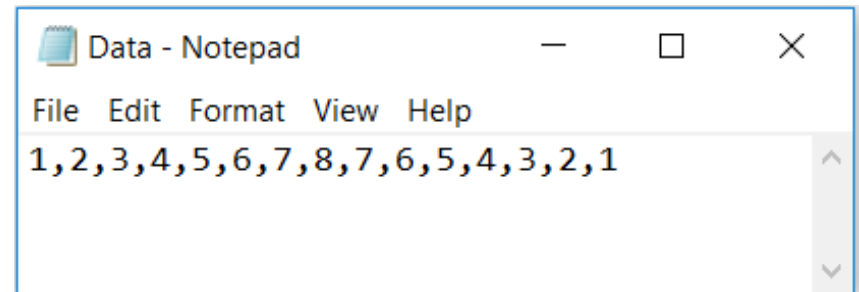 Data - Notepad
File Edit Format View Help
1,2,3,4,5,6,7,8,7,6,5,4,3,2,1